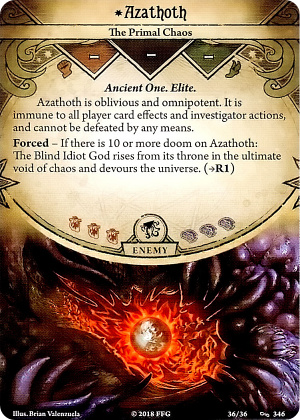 Azathoth
The Primal Chaos
– – –
Ancient One. Elite.
Azathoth is oblivious and omnipotent. It is
immune to all player card effects and investigator actions,
and cannot be defeated by any means.
Forced – If there is 10 or more doom on Azathoth:
The Blind Idiot God rises from its throne in the ultimate
void of chaos and devours the universe. (→R1)
ENEMY
Illus. Brian Valenzuela
© 2018 FFG
36/36
346